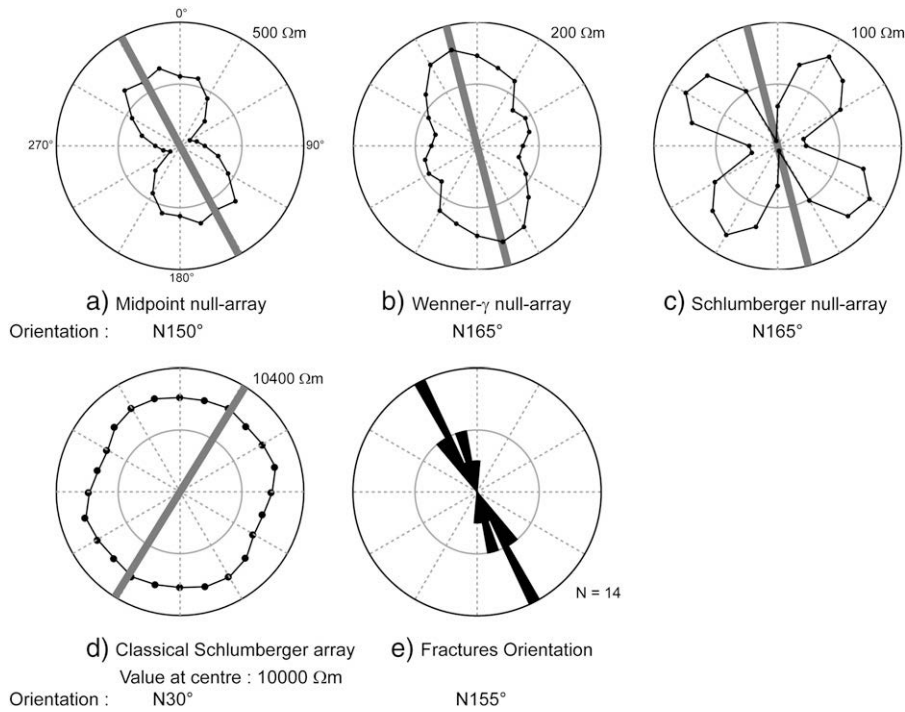 0°
500 Ωm
200 Ωm
100 Ωm
270°
90°
180°
a) Midpoint null-array
b) Wenner-γ null-array
c) Schlumberger null-array
Orientation : N150° N165° N165°
10400 Ωm
N = 14
d) Classical Schlumberger array
e) Fractures Orientation
Value at centre : 10000 Ωm
Orientation : N30° N155°